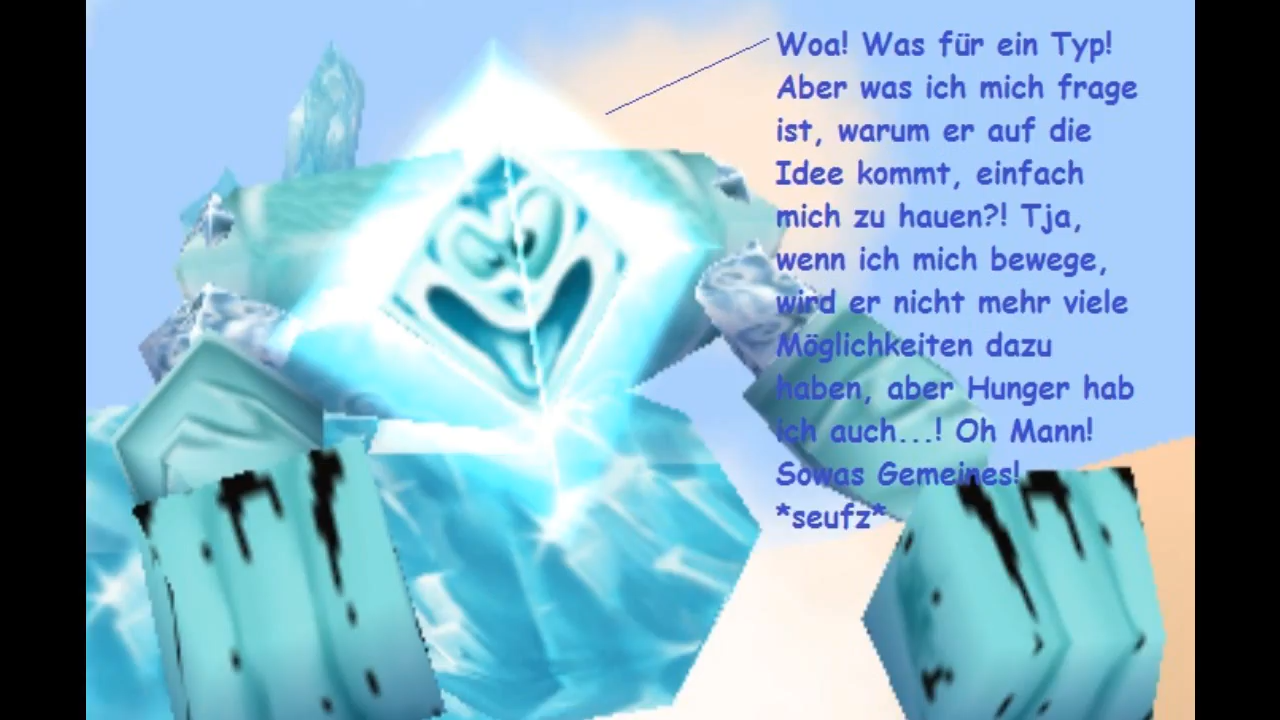 Woa! Was für ein Typ!
Aber was ich mich frage
ist, warum er auf die
Idee kommt, einfach
mich zu hauen?! Tja,
wenn ich mich bewege,
wird er nicht mehr viele
Möglichkeiten dazu
haben, aber Hunger hab
ich auch...! Oh Mann!
Sowas Gemeines!
*seufz*